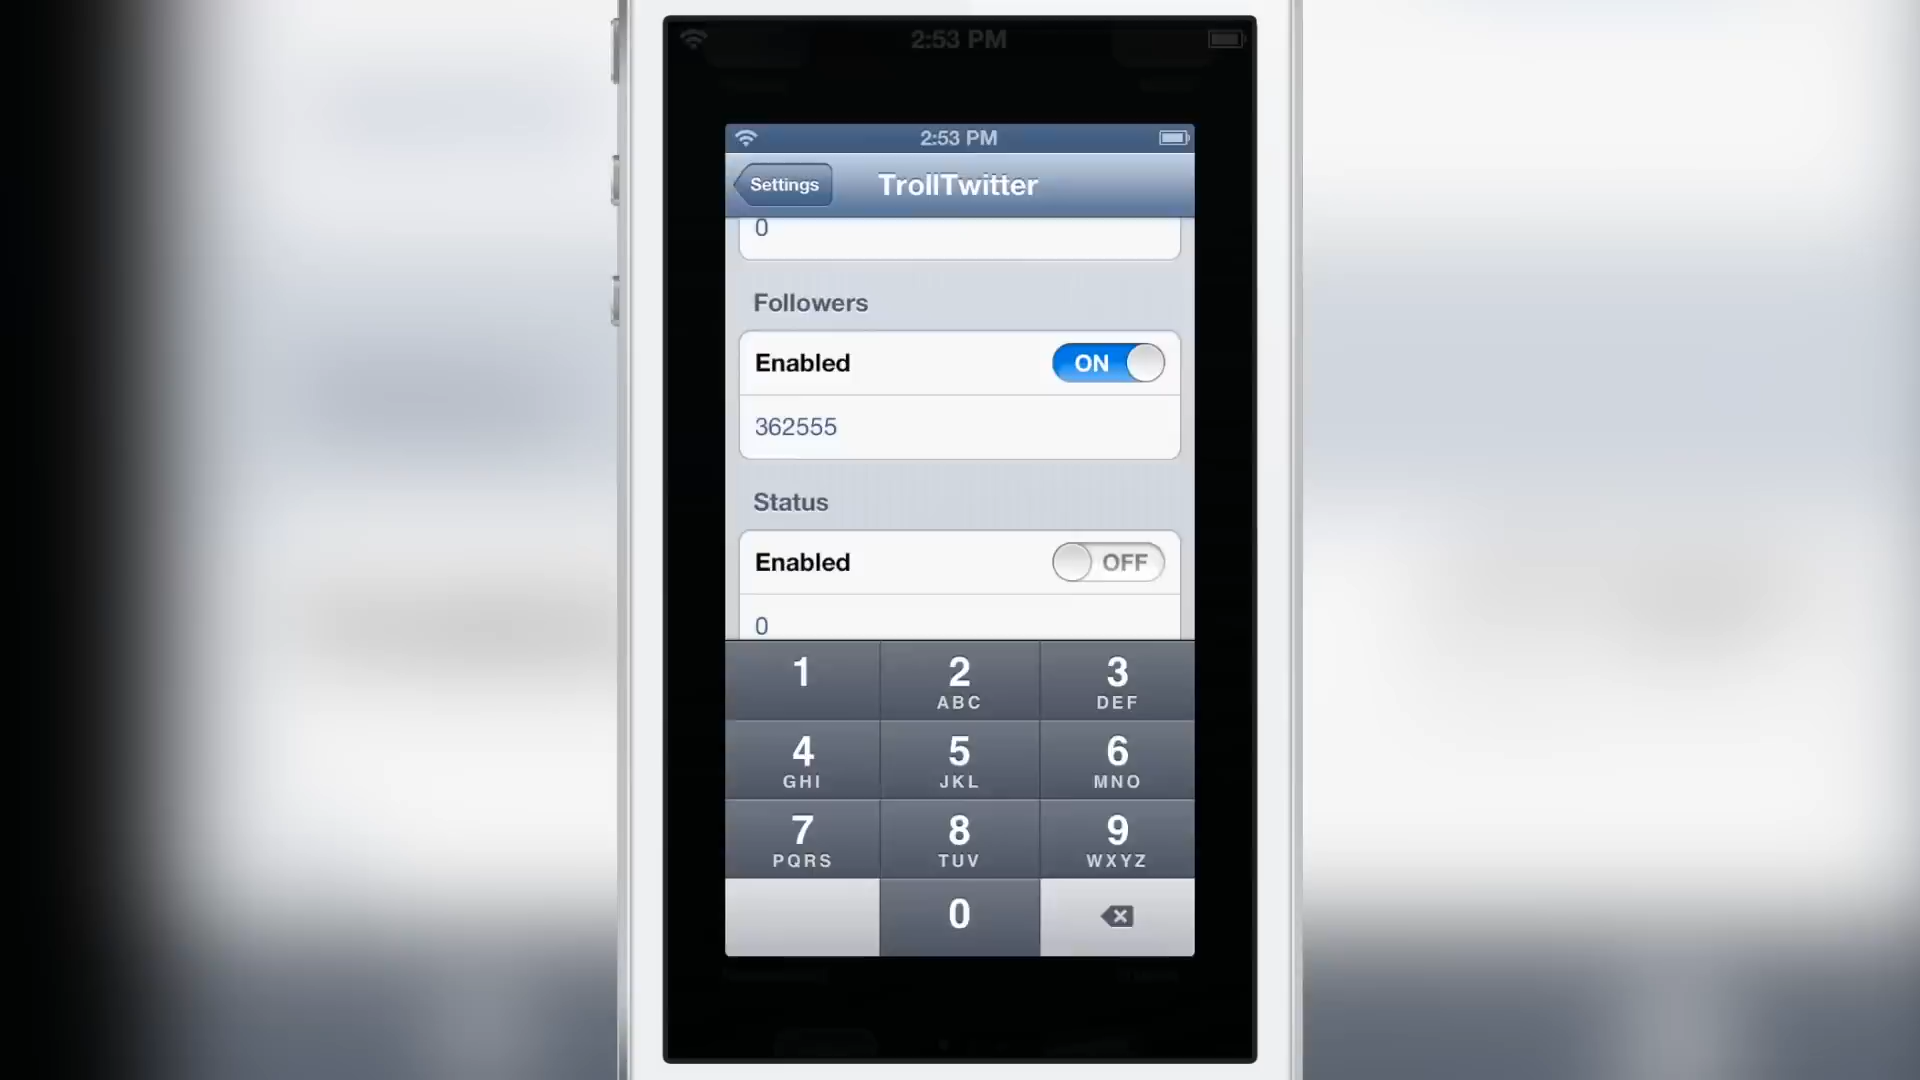 2:53 PM
2:53 PM
Settings
TrollTwitter
0
Followers
Enabled
ON
362555
Status
Enabled
OFF
0
1
2
3
ABC
DEF
4
5
6
GHI
JKL
MNO
7
8
9
PQRS
TUV
WXYZ
0